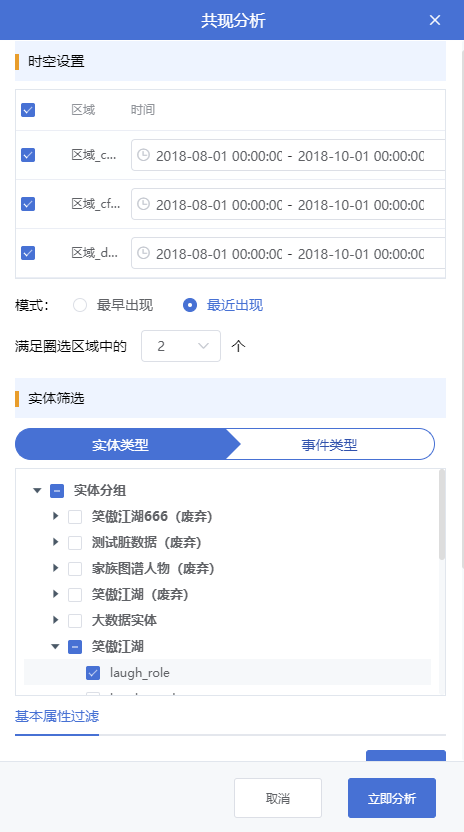 共现分析
时空设置
区域 时间
区域_c... 2018-08-01 00:00:00 - 2018-10-01 00:00:00
区域_cf... 2018-08-01 00:00:00 - 2018-10-01 00:00:00
区域_d... 2018-08-01 00:00:00 - 2018-10-01 00:00:00
模式： 最早出现 最近出现
满足圈选区域中的 2 个
实体筛选
实体类型 事件类型
实体分组
笑傲江湖666（废弃）
测试脏数据（废弃）
家族图谱人物（废弃）
笑傲江湖（废弃）
大数据实体
笑傲江湖
laugh_role
基本属性过滤
取消 立即分析